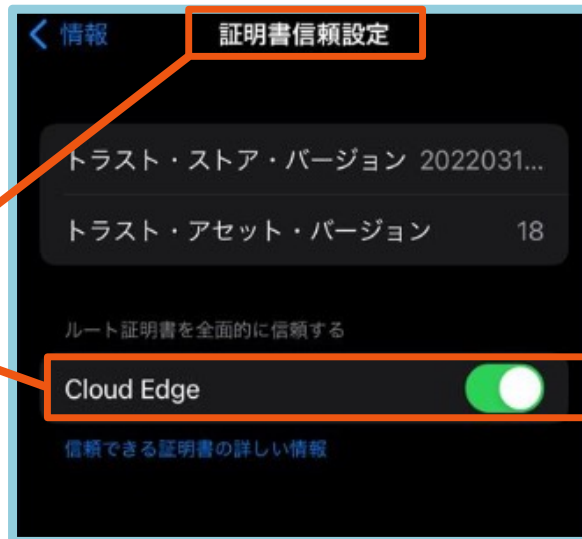 情報
証明書信頼設定
トラスト・ストア・バージョン 2022031...
トラスト・アセット・バージョン 18
ルート証明書を全面的に信頼する
Cloud Edge
信頼できる証明書の詳しい情報